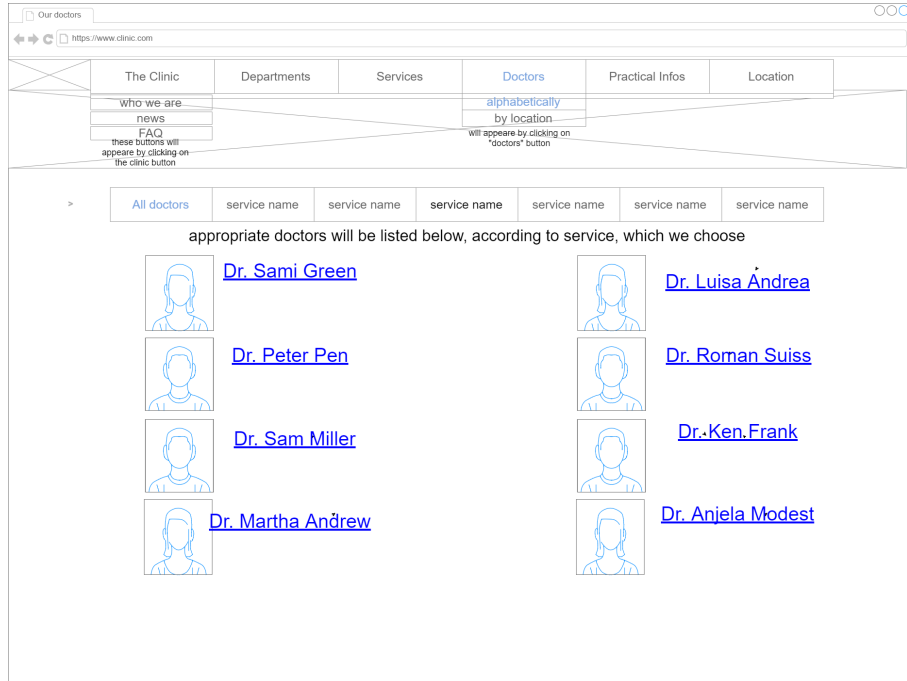 Our doctors
https://www.clinic.com
The Clinic
Departments
Services
Doctors
Practical Infos
Location
who we are
news
FAQ
these buttons will
appeare by clicking on
the clinic button
alphabetically
by location
will appeare by clicking on
"doctors" button
>
All doctors
service name
service name
service name
service name
service name
service name
appropriate doctors will be listed below, according to service, which we choose
Dr. Sami Green
Dr. Luisa Andrea
Dr. Peter Pen
Dr. Roman Suiss
Dr. Sam Miller
Dr. Ken Frank
Dr. Martha Andrew
Dr. Anjela Modest